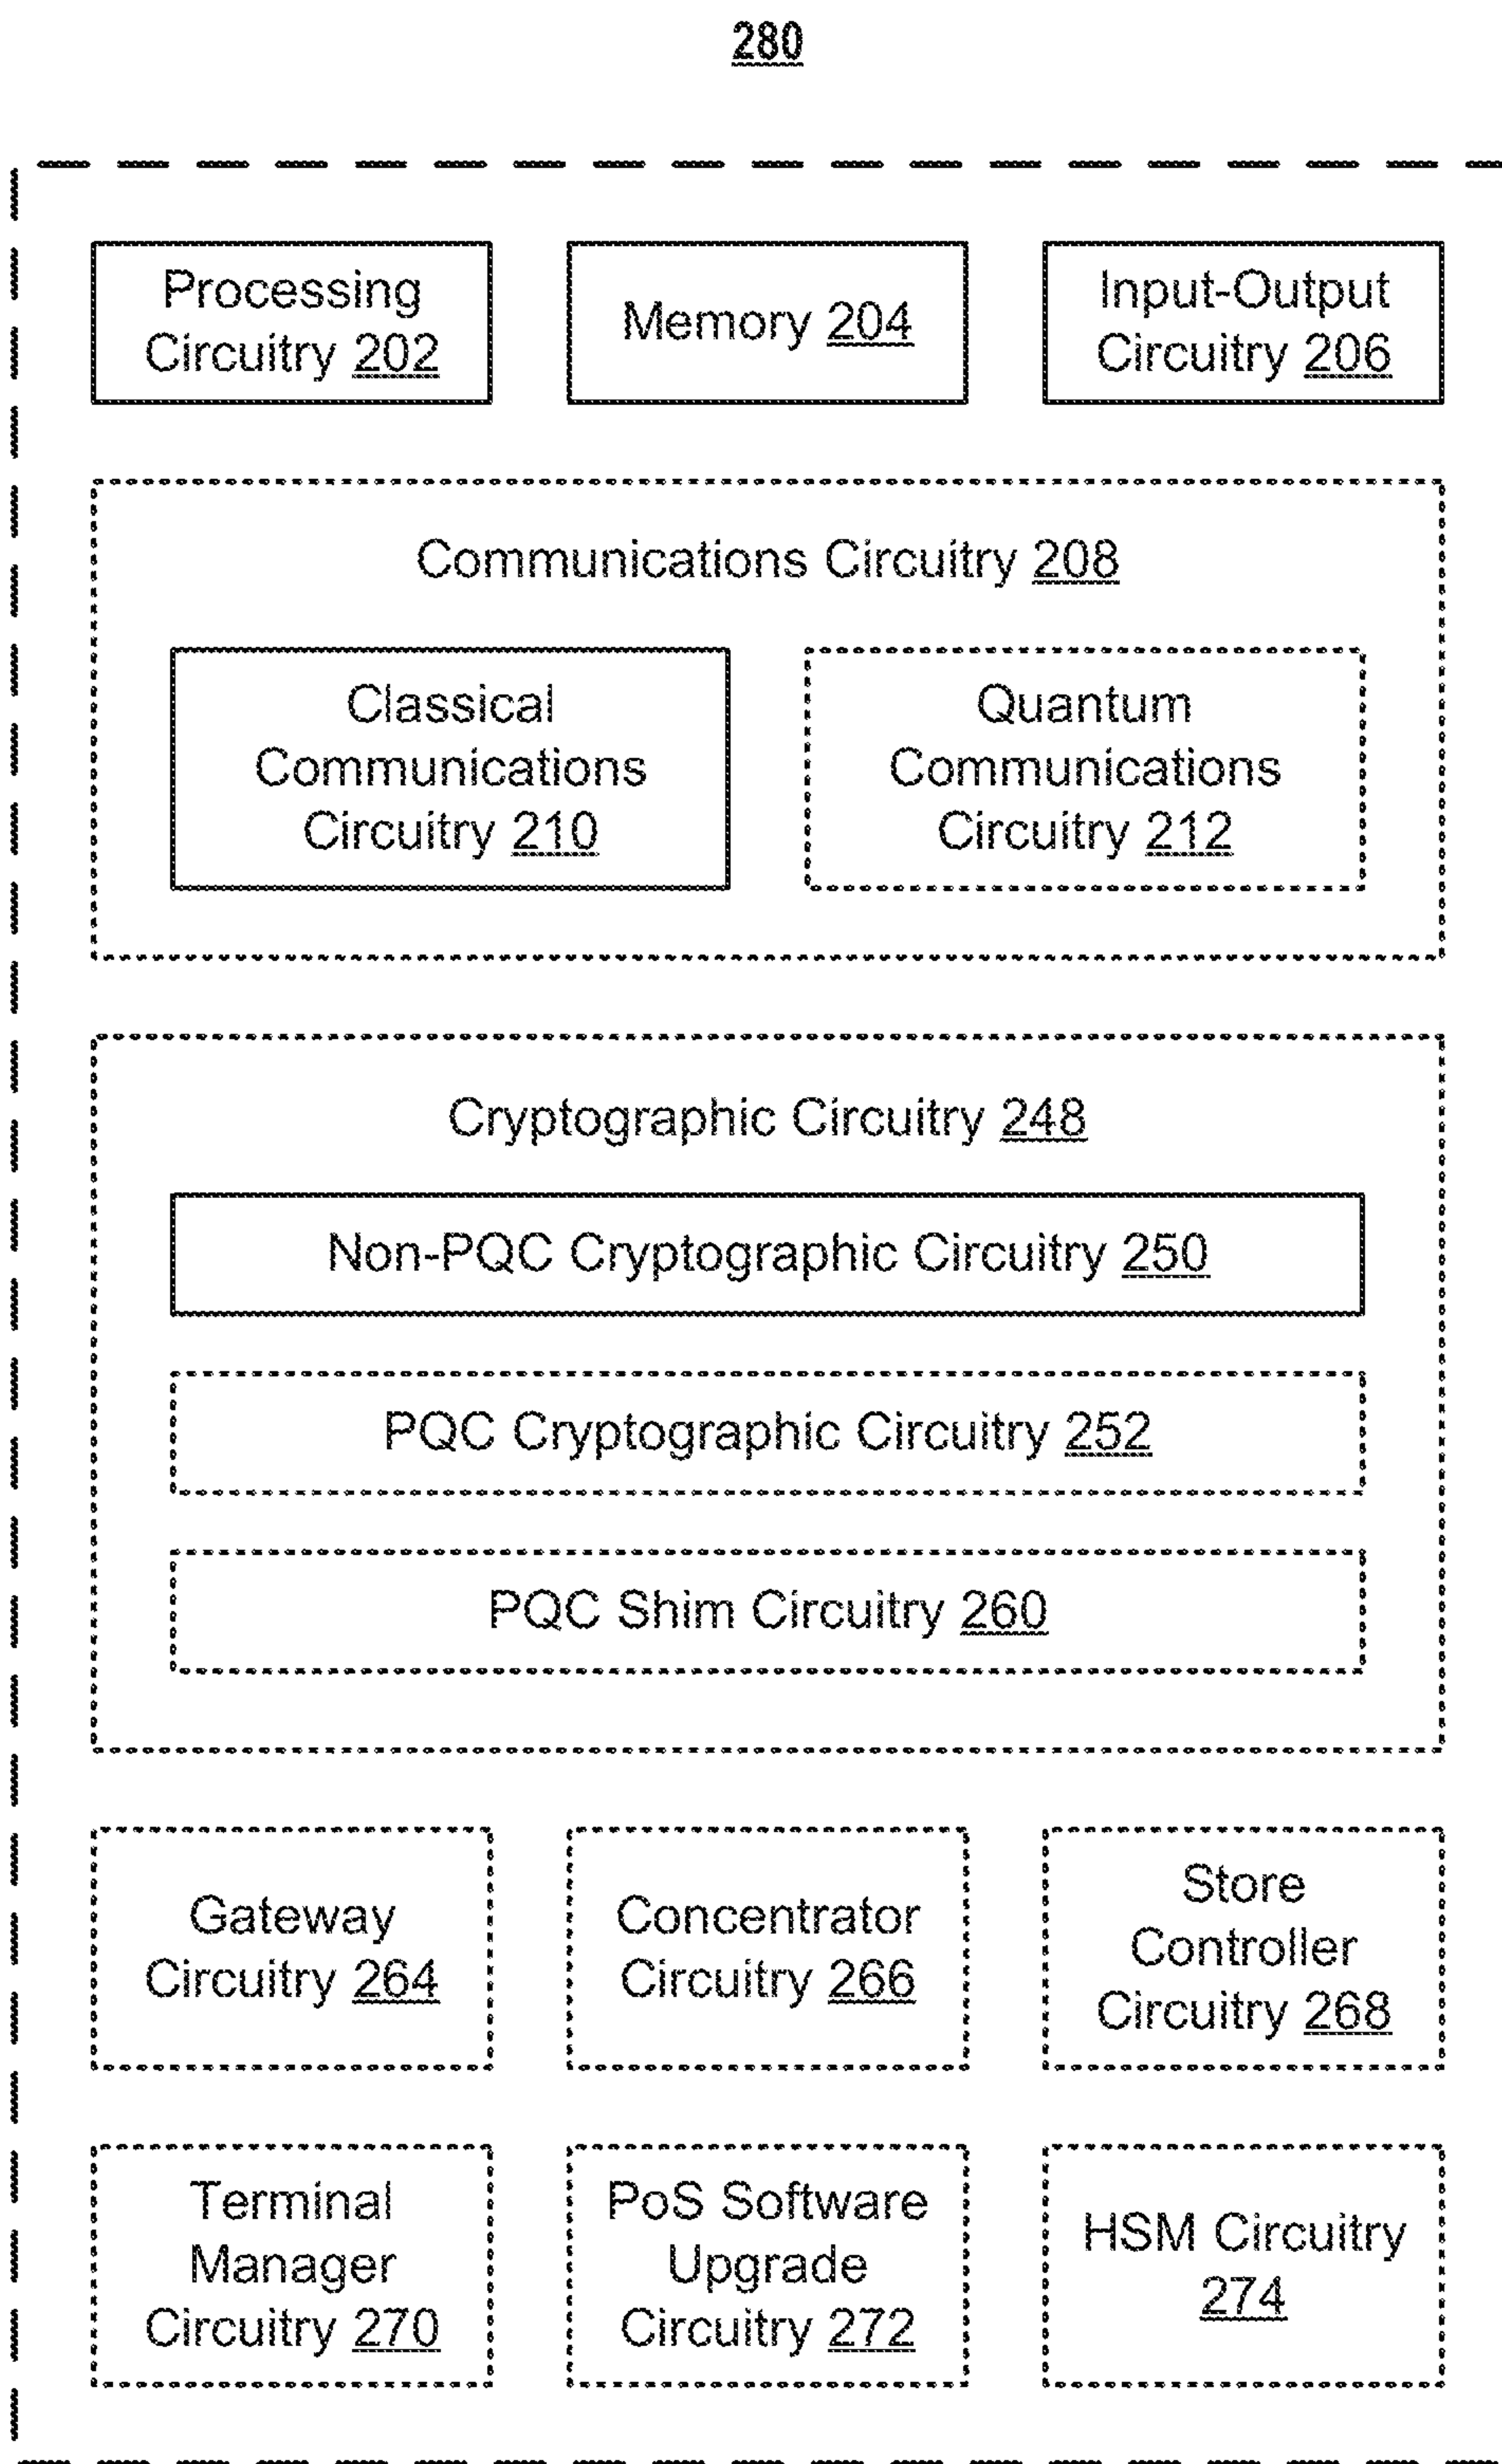 280
Processing
Circuitry 202
Memory 204
Input-Output
Circuitry 206
Communications Circuitry 208
Classical
Communications
Circuitry 210
Quantum
Communications
Circuitry 212
Cryptographic Circuitry 248
Non-PQC Cryptographic Circuitry 250
PQC Cryptographic Circuitry 252
PQC Shim Circuitry 260
Gateway
Circuitry 264
Concentrator
Circuitry 266
Store
Controller
Circuitry 268
Terminal
Manager
Circuitry 270
PoS Software
Upgrade
Circuitry 272
HSM Circuitry
274